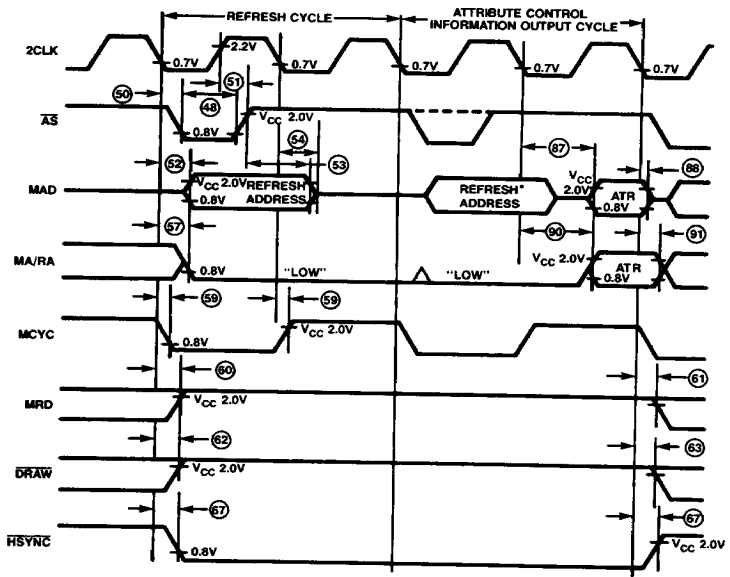 REFRESH CYCLE
ATTRIBUTE CONTROL
INFORMATION OUTPUT CYCLE
2CLK
0.7V
2.2V
0.7V
0.7V
0.7V
0.7V
50
48
51
AS
0.8V
VCC 2.0V
54
53
87
88
52
MAD
VCC 2.0V
0.8V
REFRESH
ADDRESS
REFRESH*
ADDRESS
VCC
2.0V
0.8V
ATR
57
90
91
MA/RA
0.8V
"LOW"
"LOW"
VCC 2.0V
0.8V
ATR
59
59
MCYC
0.8V
VCC 2.0V
60
61
MRD
VCC 2.0V
62
63
DRAW
VCC 2.0V
67
67
HSYNC
0.8V
VCC 2.0V